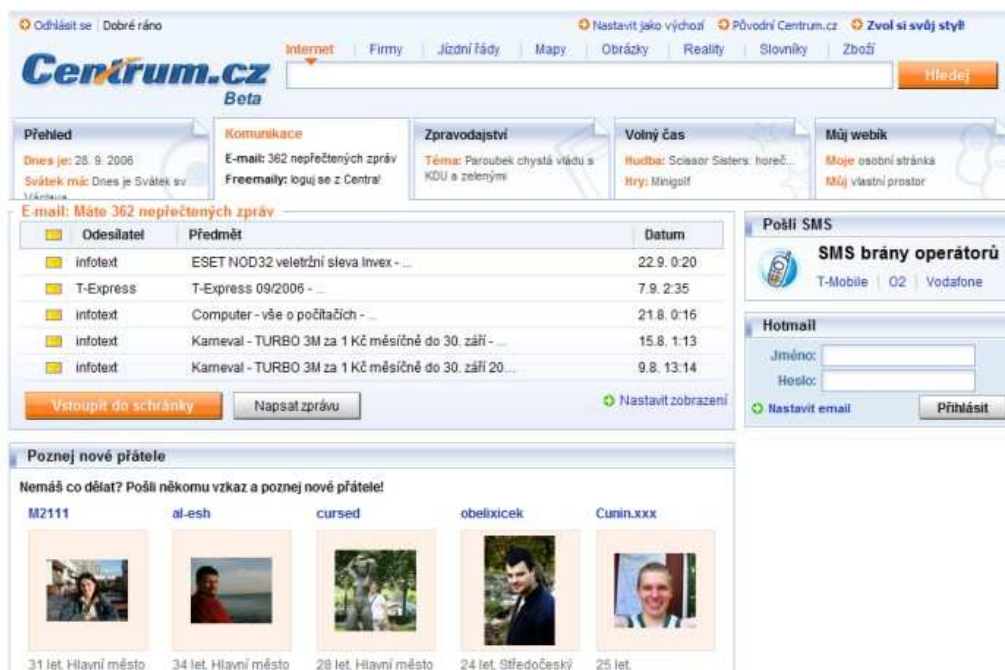 Odhlásit se | Dobré ráno
Nastavit jako výchozí Původní Centrum.cz Zvol si svůj styl!
Internet | Firmy | Jízdní řády | Mapy | Obrázky | Reality | Slovníky | Zboží
Centrum.cz
Beta
Hledej
Přehled
Dnes je: 28. 9. 2006
Svátek má: Dnes je Svátek sv.
Václava
Komunikace
E-mail: 362 nepřečtených zpráv
Freemaily: loguj se z Centra!
Zpravodajství
Téma: Paroubek chystá vládu s
KDU a zelenými
Volný čas
Hudba: Scissor Sisters: horeč...
Hry: Minigolf
Můj webík
Moje osobní stránka
Můj vlastní prostor
E-mail: Máte 362 nepřečtených zpráv
Odesílatel Předmět Datum
infotext ESET NOD32 veletržní sleva Invex - ... 22.9. 0:20
T-Express T-Express 09/2006 - ... 7.9. 2:35
infotext Computer - vše o počítačích - ... 21.8. 0:16
infotext Karneval - TURBO 3M za 1 Kč měsíčně do 30. září - ... 15.8. 1:13
infotext Karneval - TURBO 3M za 1 Kč měsíčně do 30. září 20... 9.8. 13:14
Vstoupit do schránky Napsat zprávu Nastavit zobrazení
Pošli SMS
SMS brány operátorů
T-Mobile | O2 | Vodafone
Hotmail
Jméno:
Heslo:
Nastavit email Přihlásit
Poznej nové přátele
Nemáš co dělat? Pošli někomu vzkaz a poznej nové přátele!
M2111 al-esh cursed obelixicek Cunin.xxx
31 let, Hlavní město 34 let, Hlavní město 28 let, Hlavní město 24 let, Středočeský 25 let,